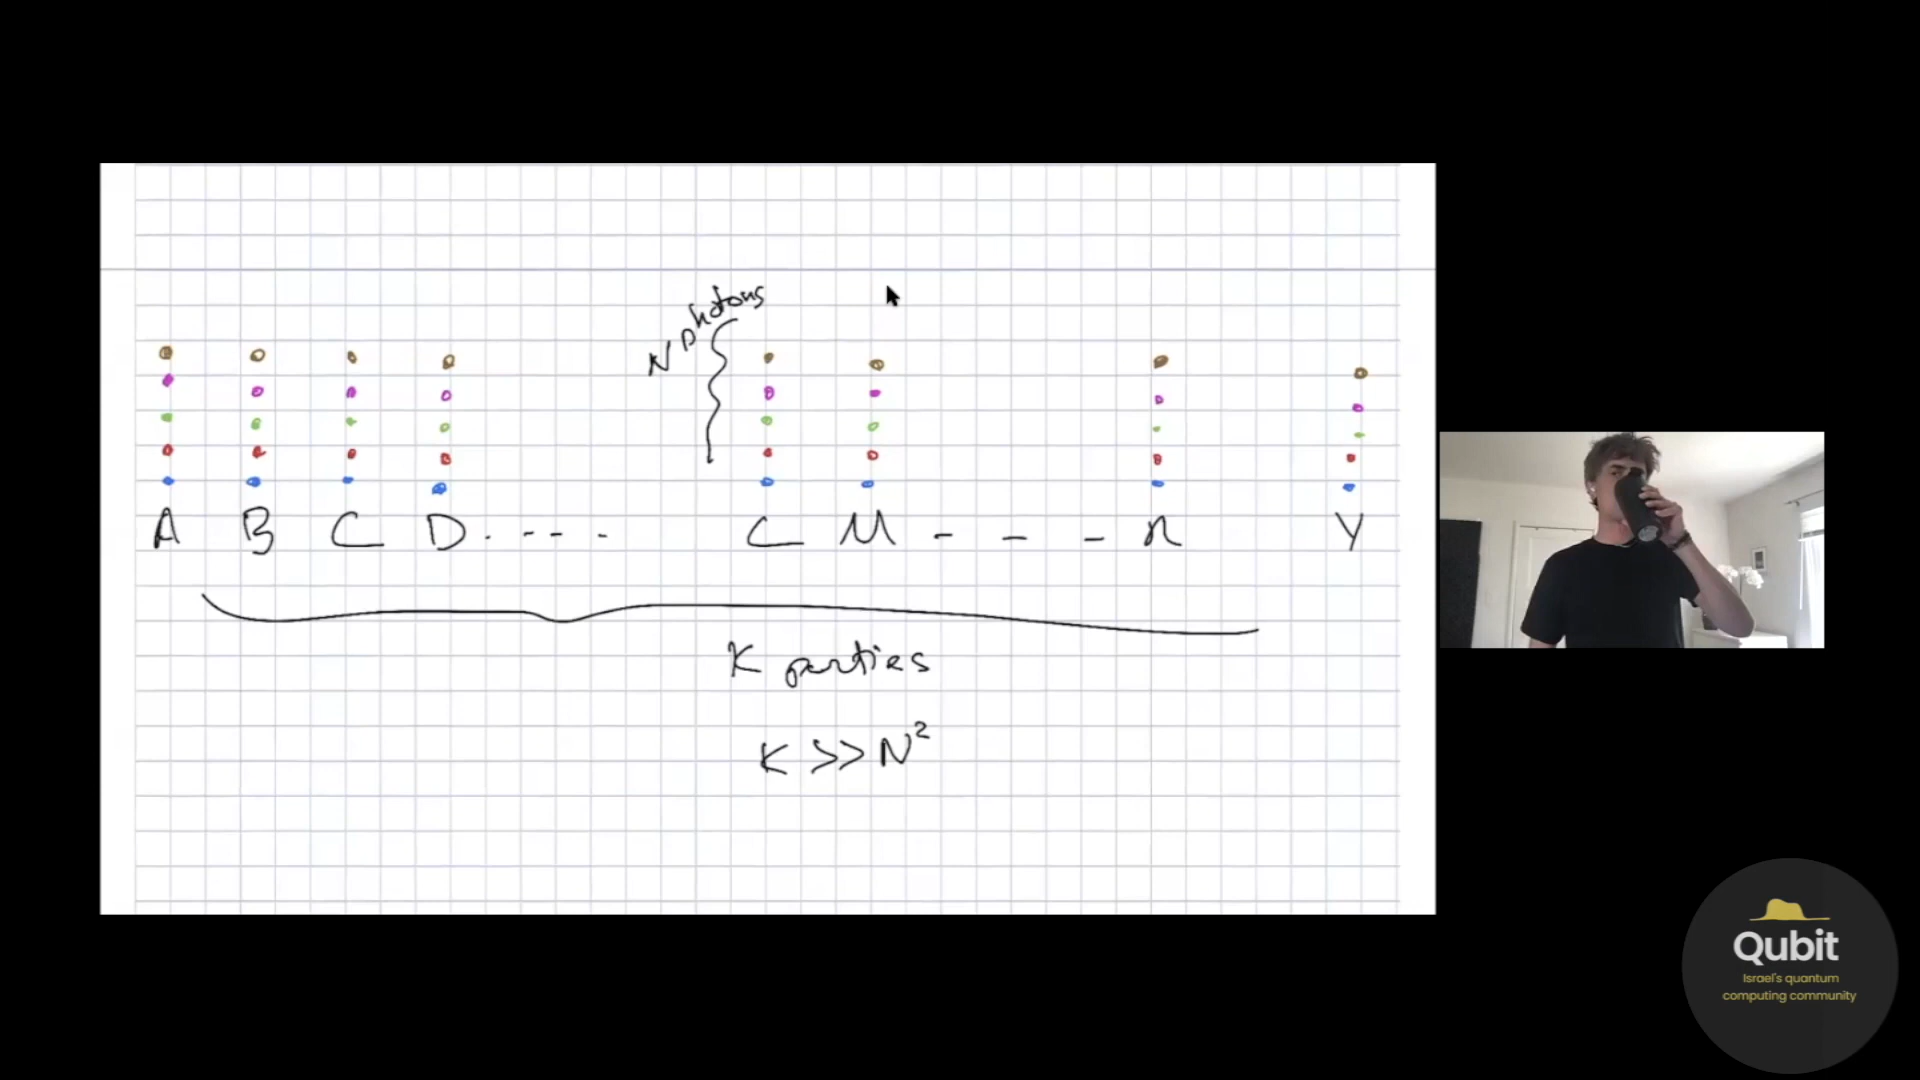 N photons
A B C D . - - - - C M - - - r Y
K parties
K >> N²
Qubit
Israel's quantum
computing community